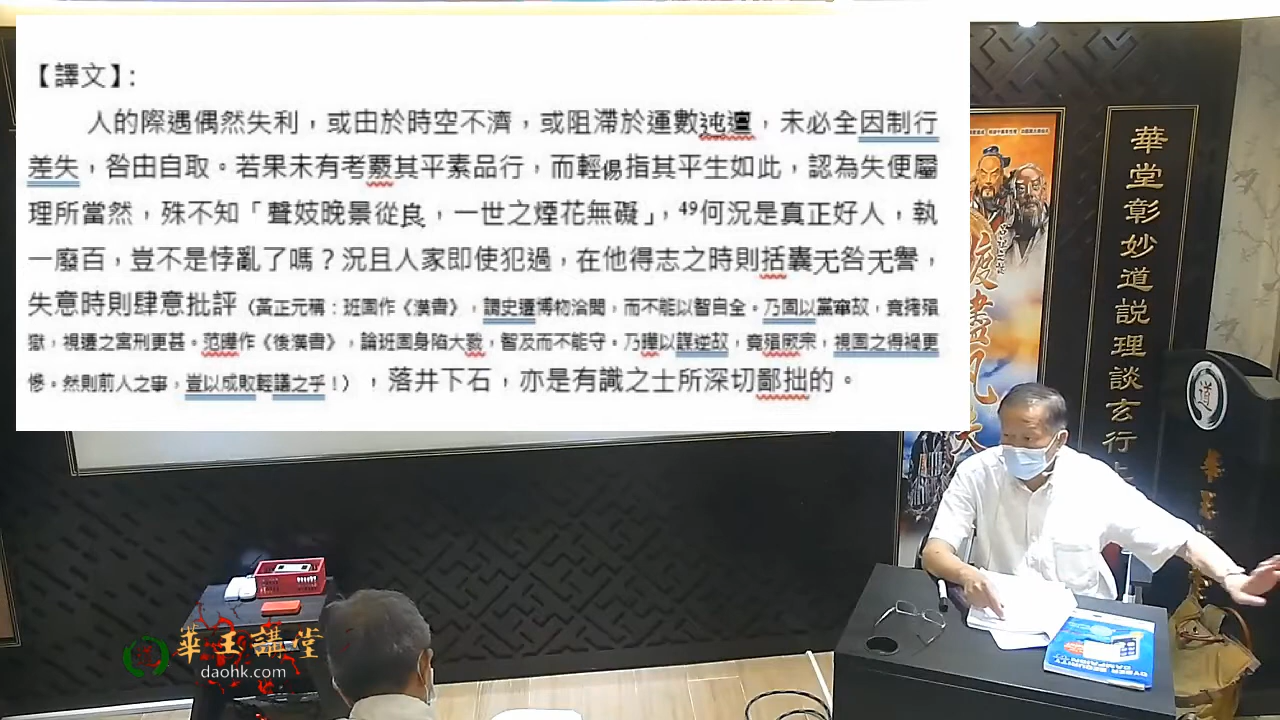 【譯文】:
人的際遇偶然失利，或由於時空不濟，或阻滯於運數迍邅，未必全因制行
差失，咎由自取。若果未有考覈其平素品行，而輕惕指其平生如此，認為失便屬
理所當然，殊不知「聲妓晚景從良，一世之煙花無礙」，49何況是真正好人，執
一廢百，豈不是悖亂了嗎？況且人家即使犯過，在他得志之時則括囊无咎无譽，
失意時則肆意批評（黃正元稱：班固作《漢書》，謂史遷博物洽聞，而不能以智自全。乃固以黨竇故，竟搒殞
獄，視遷之宮刑更甚。范曄作《後漢書》，論班固身陷大戮，智及而不能守。乃曄以謀逆故，竟殞厥宗，視固之得禍更
慘。然則前人之事，豈以成敗輕議之乎！），落井下石，亦是有識之士所深切鄙拙的。
華堂彰妙道説理談玄行
渡盡凡夫
道
CYBER SECURITY
CAMPAIGN
華玉講堂
daohk.com